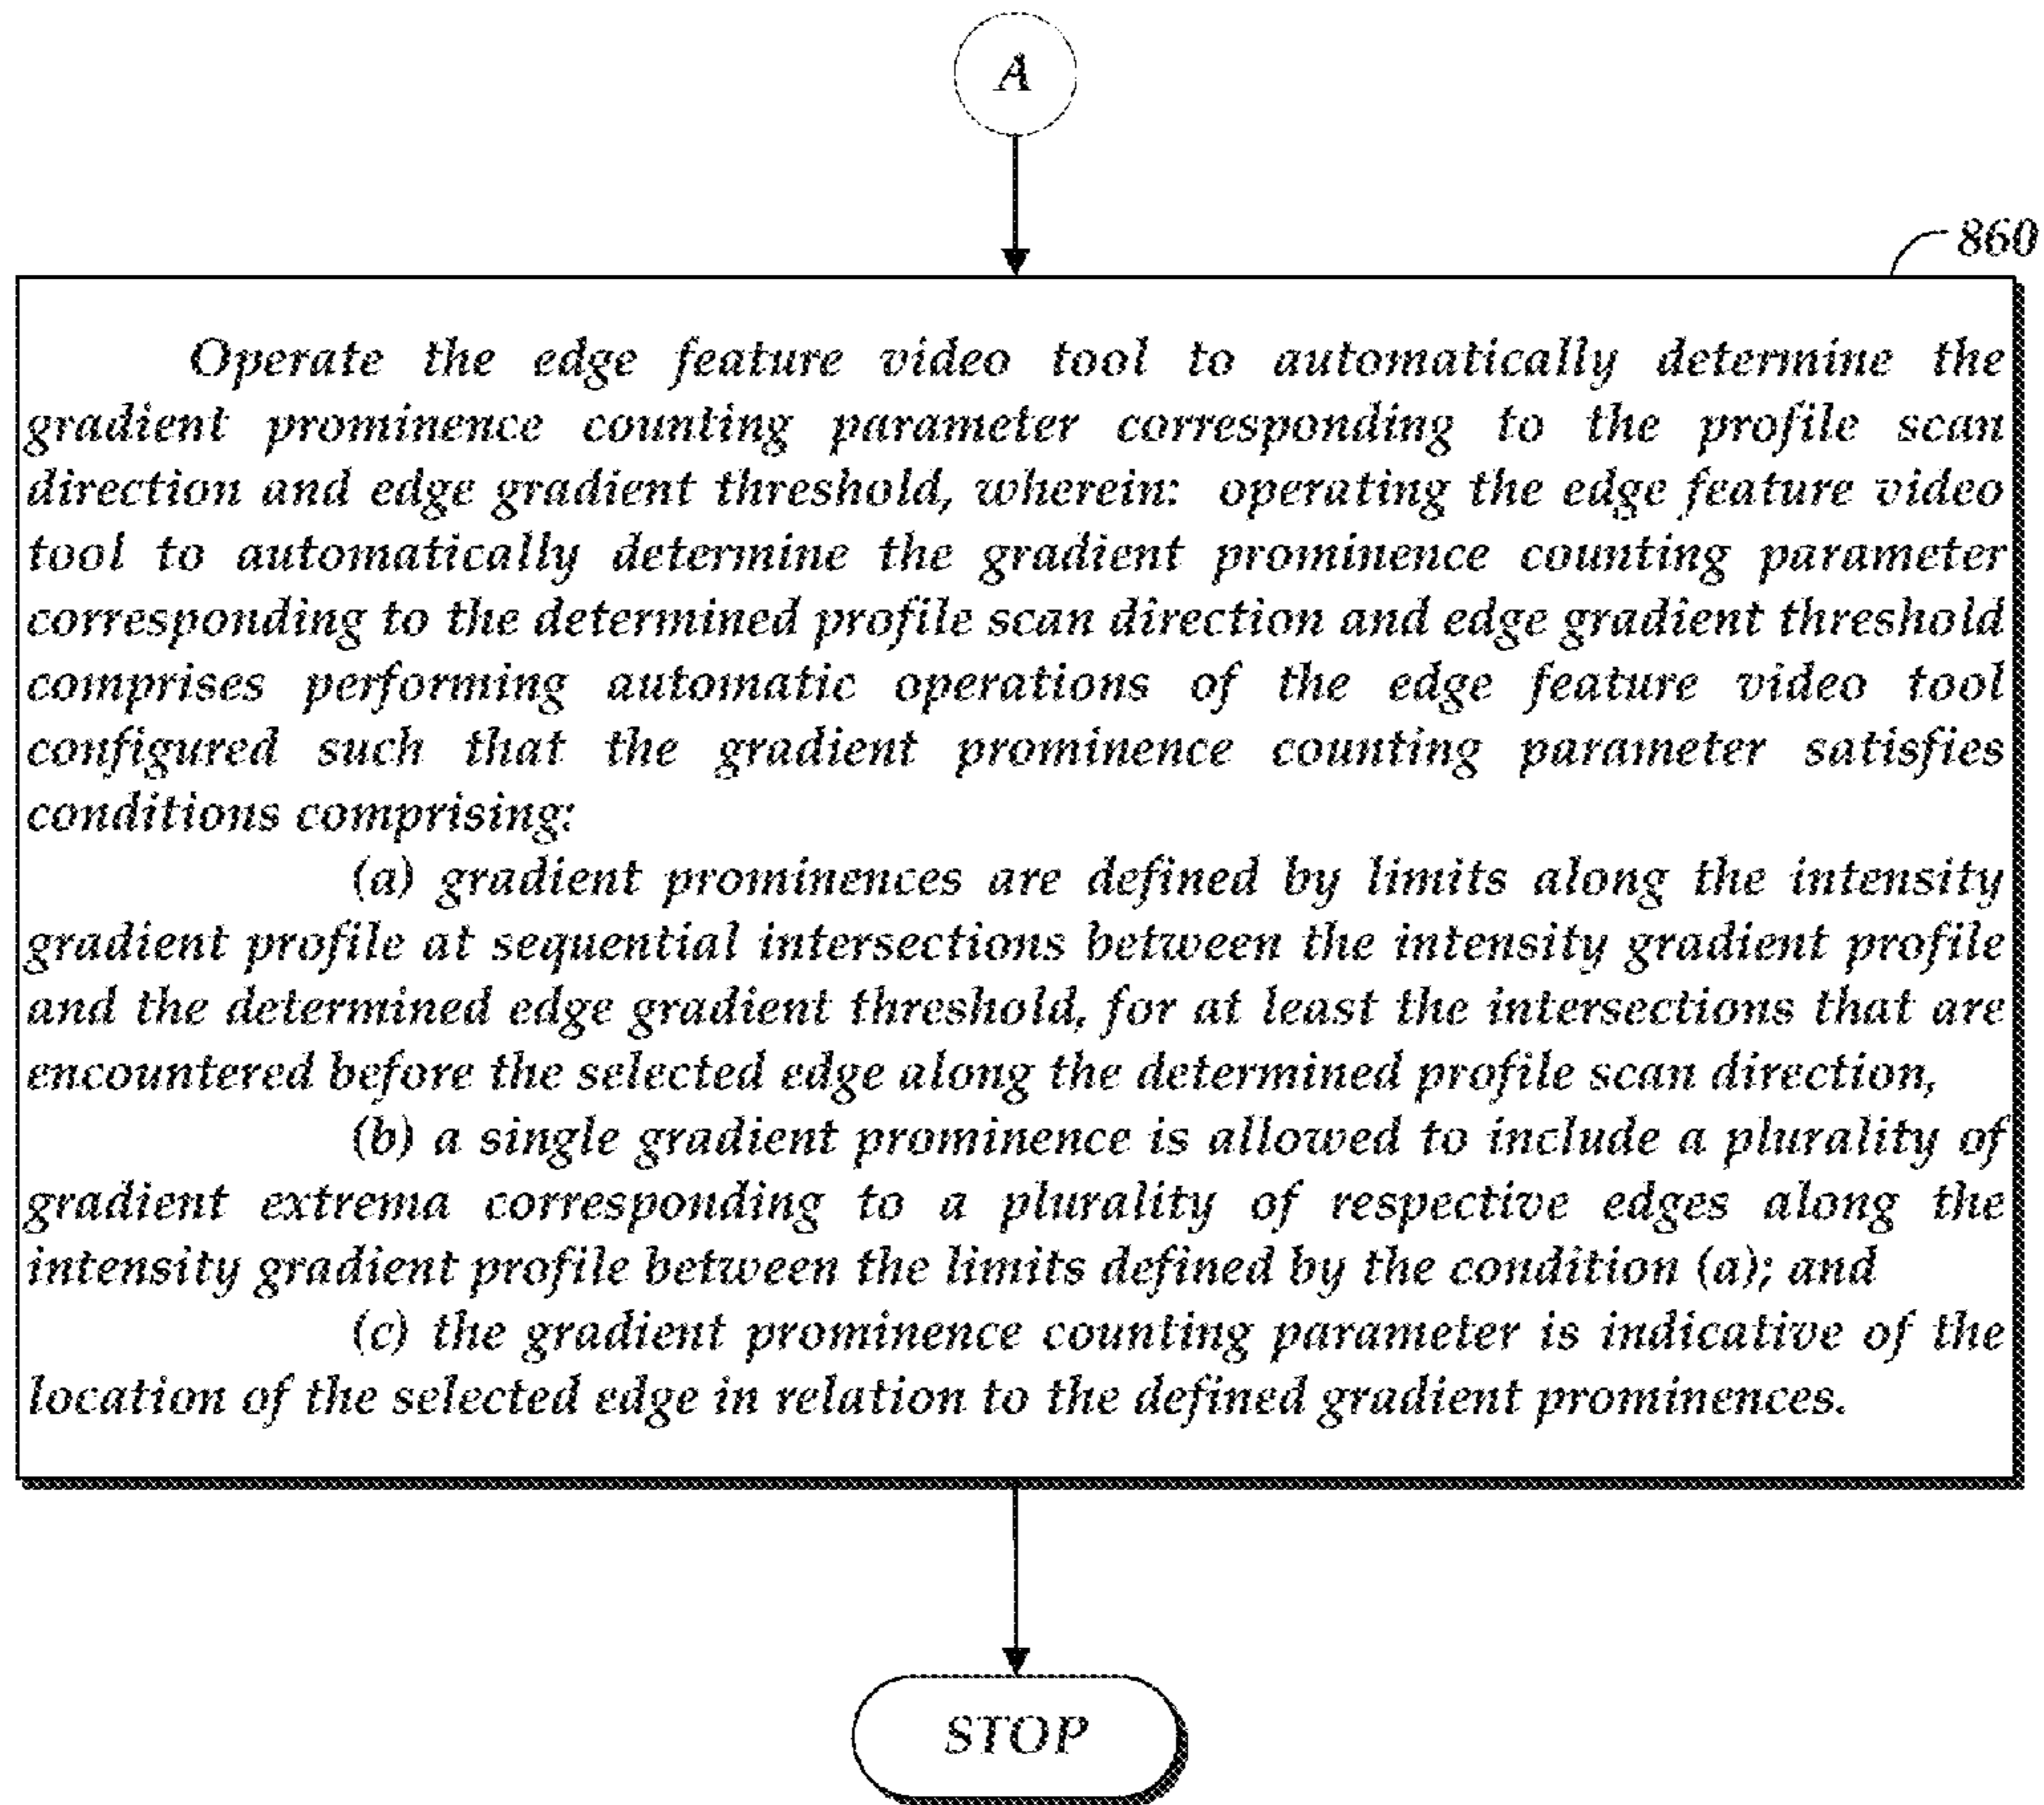 A
860
Operate the edge feature video tool to automatically determine the
gradient prominence counting parameter corresponding to the profile scan
direction and edge gradient threshold, wherein: operating the edge feature video
tool to automatically determine the gradient prominence counting parameter
corresponding to the determined profile scan direction and edge gradient threshold
comprises performing automatic operations of the edge feature video tool
configured such that the gradient prominence counting parameter satisfies
conditions comprising:
(a) gradient prominences are defined by limits along the intensity
gradient profile at sequential intersections between the intensity gradient profile
and the determined edge gradient threshold, for at least the intersections that are
encountered before the selected edge along the determined profile scan direction,
(b) a single gradient prominence is allowed to include a plurality of
gradient extrema corresponding to a plurality of respective edges along the
intensity gradient profile between the limits defined by the condition (a); and
(c) the gradient prominence counting parameter is indicative of the
location of the selected edge in relation to the defined gradient prominences.
STOP